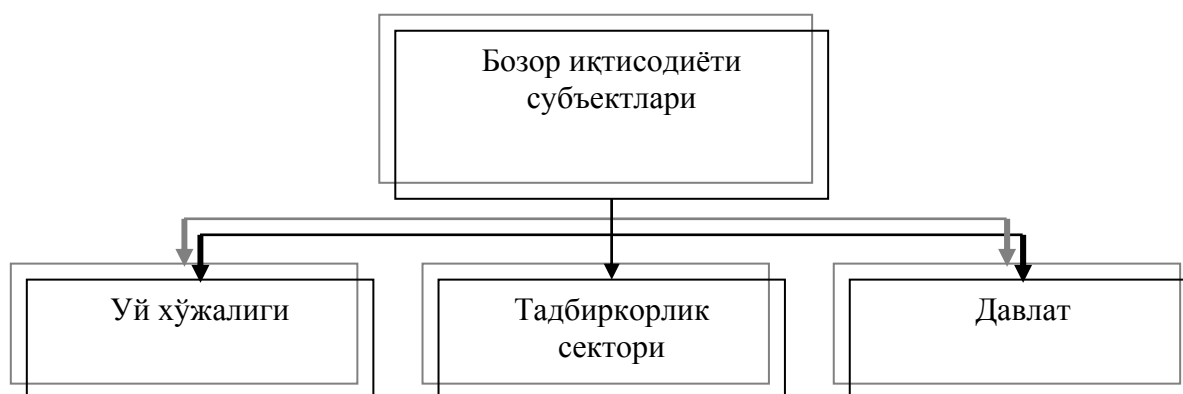 Бозор иқтисодиёти
субъектлари
Уй хўжалиги
Тадбиркорлик
сектори
Давлат